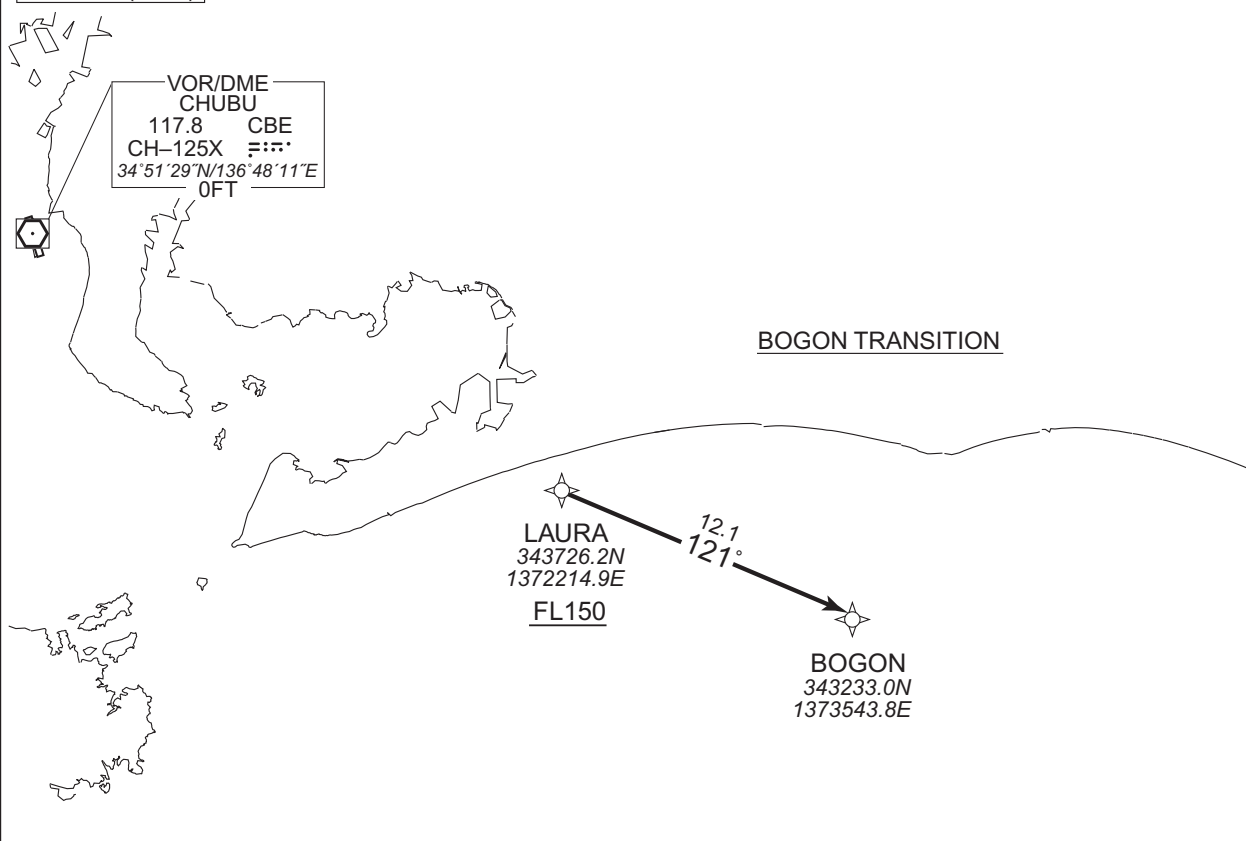 VOR/DME
CHUBU
117.8 CBE
CH–125X
34°51′29″N/136°48′11″E
0FT
BOGON TRANSITION
LAURA
343726.2N
1372214.9E
FL150
12.1
121°
BOGON
343233.0N
1373543.8E